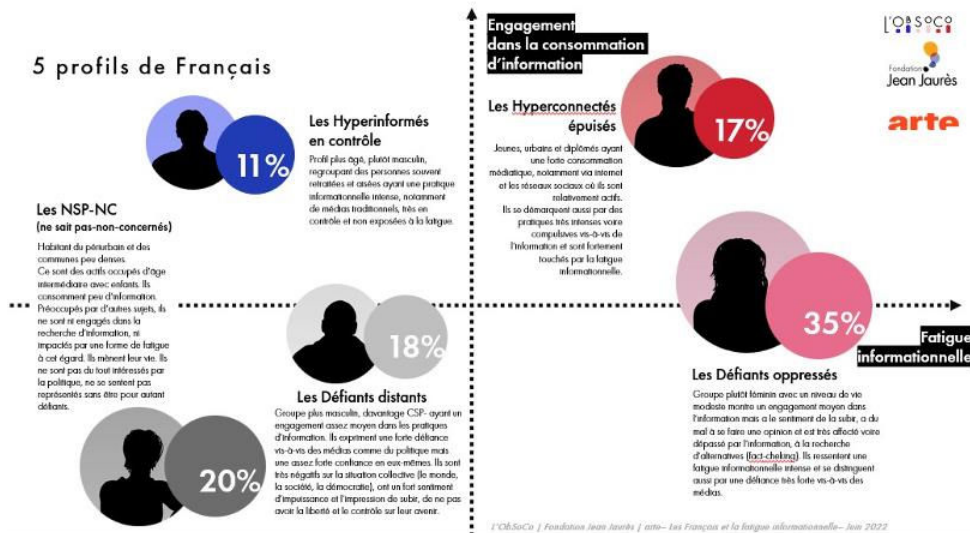 5 profils de Français
Engagement
dans la consommation
d'information
L'OBSOCO
Fondation
Jean Jaurès
arte
11%
Les Hyperinformés
en contrôle
Profil plus âgé, plutôt masculin,
regroupant des personnes souvent
retraitées et aisées ayant une pratique
informationnelle intense, notamment
de médias traditionnels, très en
contrôle et non exposées à la fatigue.
Les Hyperconnectés
épuisés
17%
Jeunes, urbains et diplômés ayant
une forte consommation
médiatique, notamment via internet
et les réseaux sociaux où ils sont
relativement actifs.
Ils se démarquent aussi par des
pratiques très intenses voire
compulsives vis-à-vis de
l'information et sont fortement
touchés par la fatigue
informationnelle.
Les NSP-NC
(ne sait pas-non-concernés)
Habitant du périurbain et des
communes peu denses.
Ce sont des actifs occupés d'âge
intermédiaire avec enfants. Ils
consomment peu d'information.
Préoccupés par d'autres sujets, ils
ne sont ni engagés dans la
recherche d'information, ni
impactés par une forme de fatigue
à cet égard. Ils mènent leur vie. Ils
ne sont pas du tout intéressés par
la politique, ne se sentent pas
représentés sans être pour autant
défiants.
20%
18%
Les Défiants distants
Groupe plus masculin, davantage CSP- ayant un
engagement assez moyen dans les pratiques
d'information. Ils expriment une forte défiance
vis-à-vis des médias comme du politique mais
une assez forte confiance en eux-mêmes. Ils sont
très négatifs sur la situation collective (le monde,
la société, la démocratie), ont un fort sentiment
d'impuissance et l'impression de subir, de ne pas
avoir la liberté et le contrôle sur leur avenir.
35%
Fatigue
informationnelle
Les Défiants oppressés
Groupe plutôt féminin avec un niveau de vie
modeste montre un engagement moyen dans
l'information mais a le sentiment de la subir, a du
mal à se faire une opinion et est très affecté voire
dépassé par l'information, à la recherche
d'alternatives (fact-cheking). Ils ressentent une
fatigue informationnelle intense et se distinguent
aussi par une défiance très forte vis-à-vis des
médias.
L'ObSoCo | Fondation Jean Jaurès | arte– Les Français et la fatigue informationnelle– Juin 2022